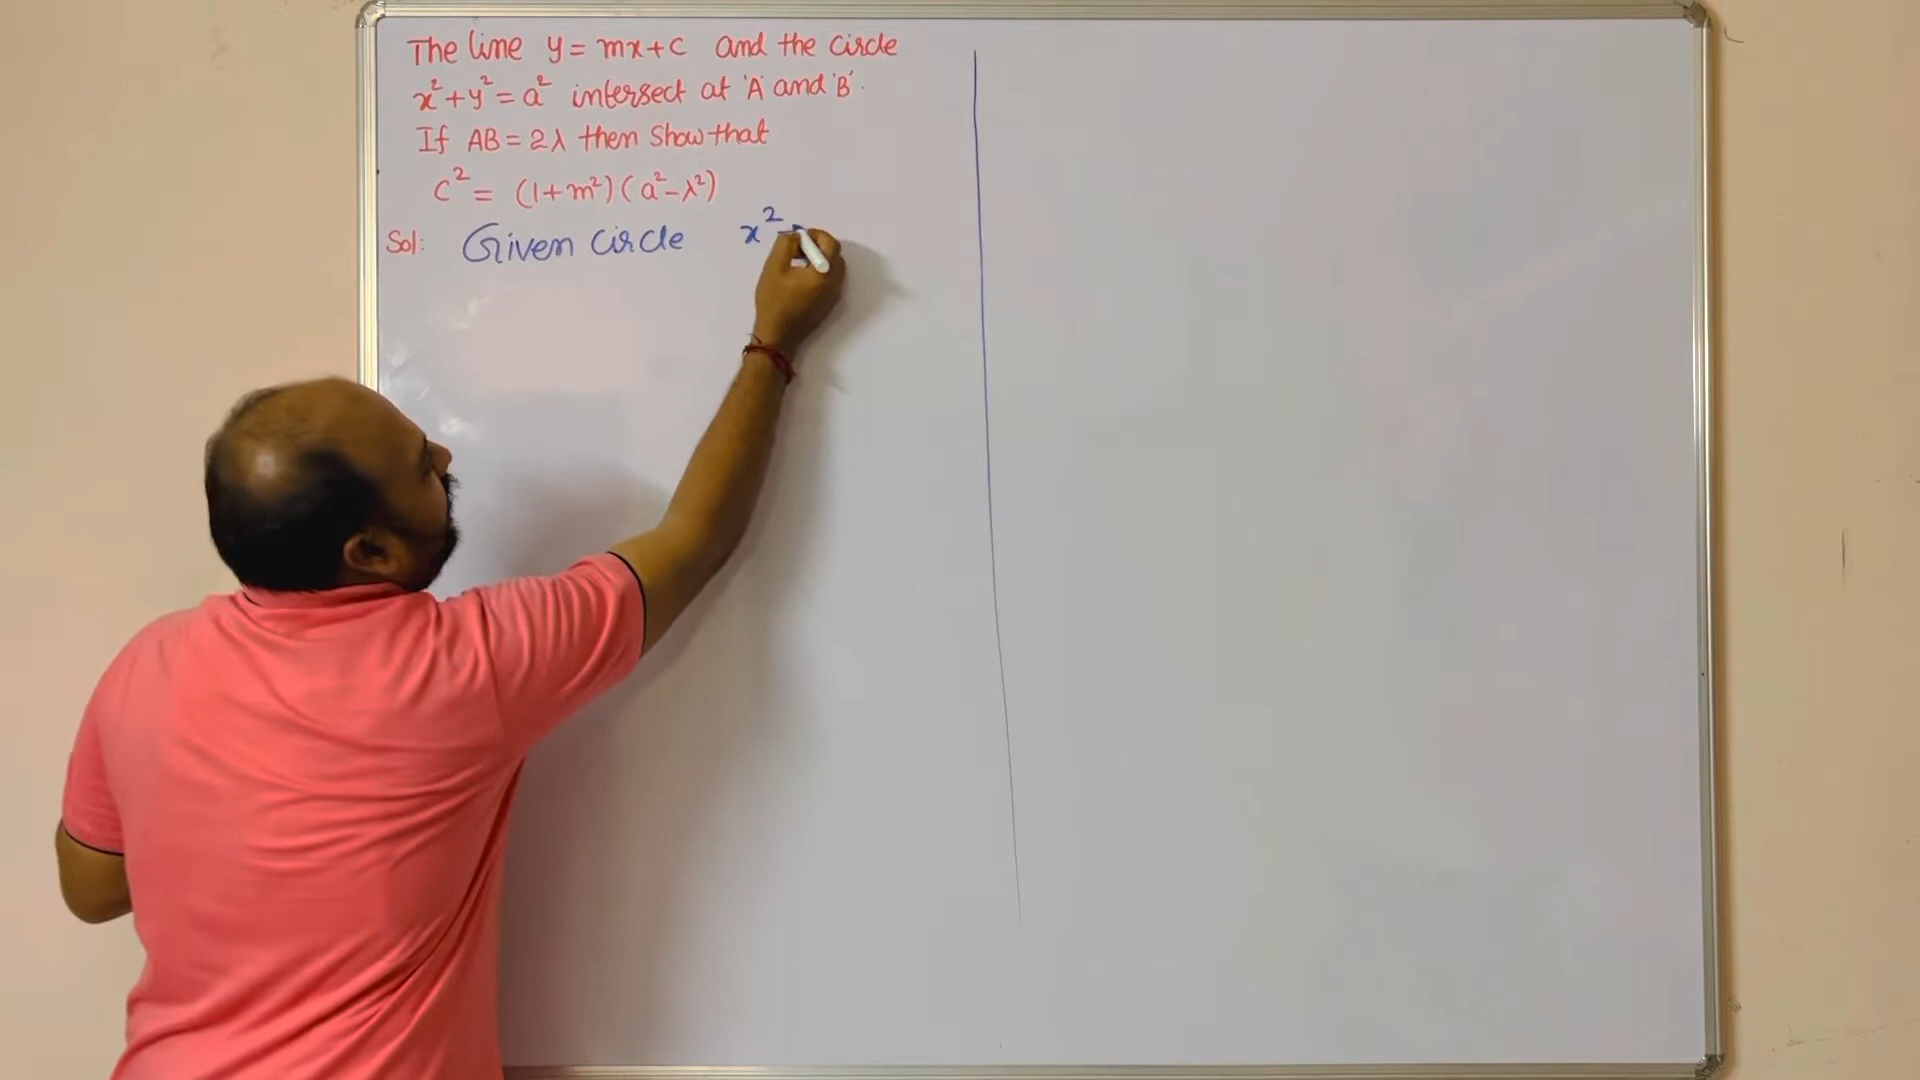 The line y = mx+c and the circle
x²+y² = a² intersect at 'A' and 'B'.
If AB = 2λ then Show that
c² = (1+m²)(a²-λ²)
Sol: Given circle x²